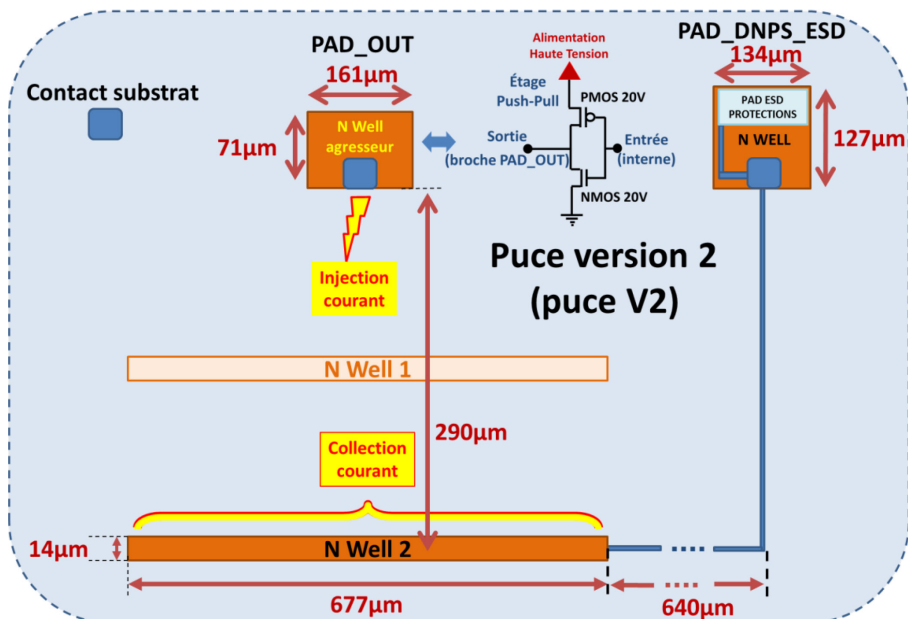 PAD_OUT
161µm
Contact substrat
71µm
N Well
agresseur
Injection
courant
Alimentation
Haute Tension
Étage
Push-Pull
PMOS 20V
Sortie
(broche PAD_OUT)
Entrée
(interne)
NMOS 20V
PAD_DNPS_ESD
134µm
PAD ESD
PROTECTIONS
N WELL
127µm
Puce version 2
(puce V2)
N Well 1
290µm
Collection
courant
14µm
N Well 2
677µm
640µm